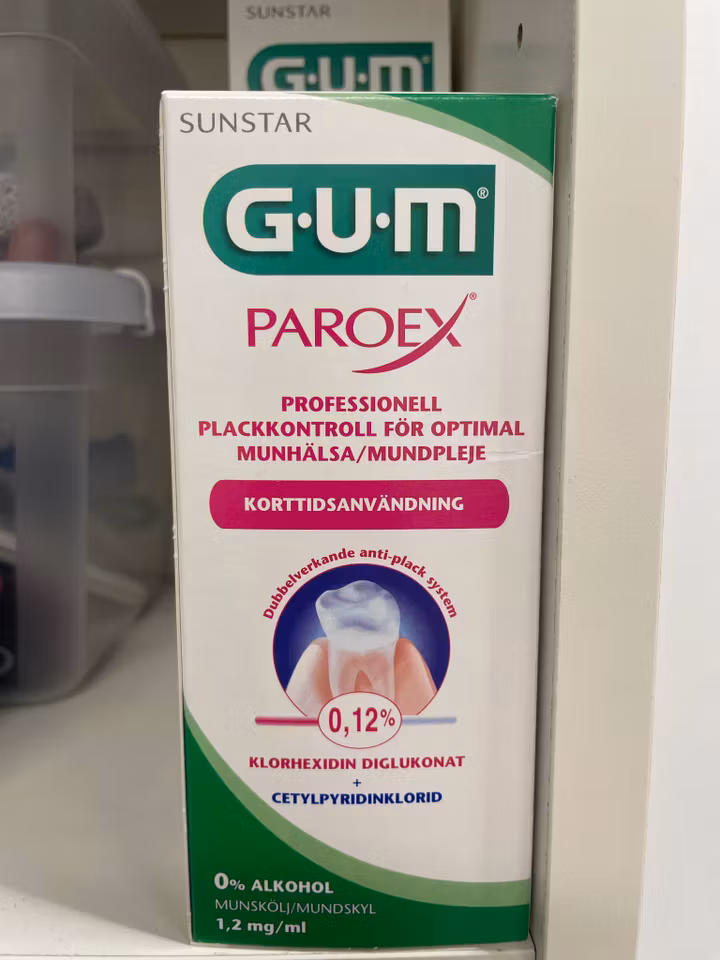 SUNSTAR
G·U·M
SUNSTAR
G·U·M®
PAROEX®
PROFESSIONELL
PLACKKONTROLL FÖR OPTIMAL
MUNHÄLSA/MUNDPLEJE
KORTTIDSANVÄNDNING
Dubbelverkande anti-plack system
0,12%
KLORHEXIDIN DIGLUKONAT
+
CETYLPYRIDINKLORID
0% ALKOHOL
MUNSKÖLJ/MUNDSKYL
1,2 mg/ml